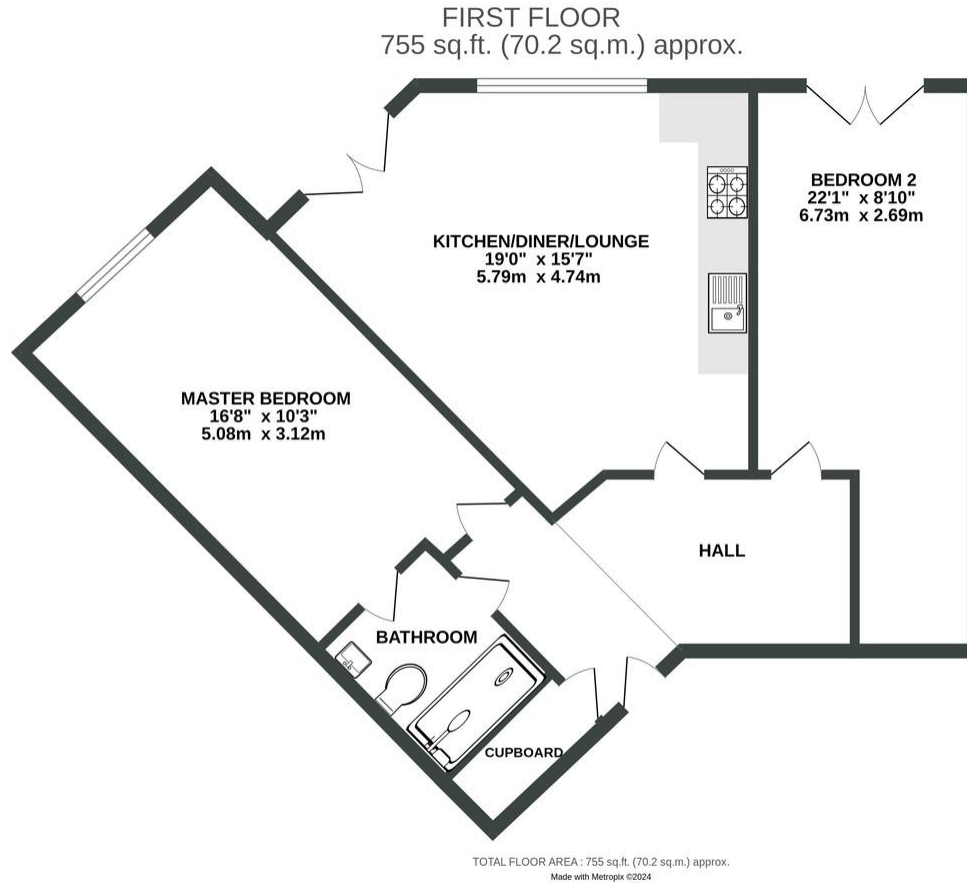 FIRST FLOOR
755 sq.ft. (70.2 sq.m.) approx.
BEDROOM 2
22'1" x 8'10"
6.73m x 2.69m
KITCHEN/DINER/LOUNGE
19'0" x 15'7"
5.79m x 4.74m
MASTER BEDROOM
16'8" x 10'3"
5.08m x 3.12m
HALL
BATHROOM
CUPBOARD
TOTAL FLOOR AREA : 755 sq.ft. (70.2 sq.m.) approx.
Made with Metropix ©2024